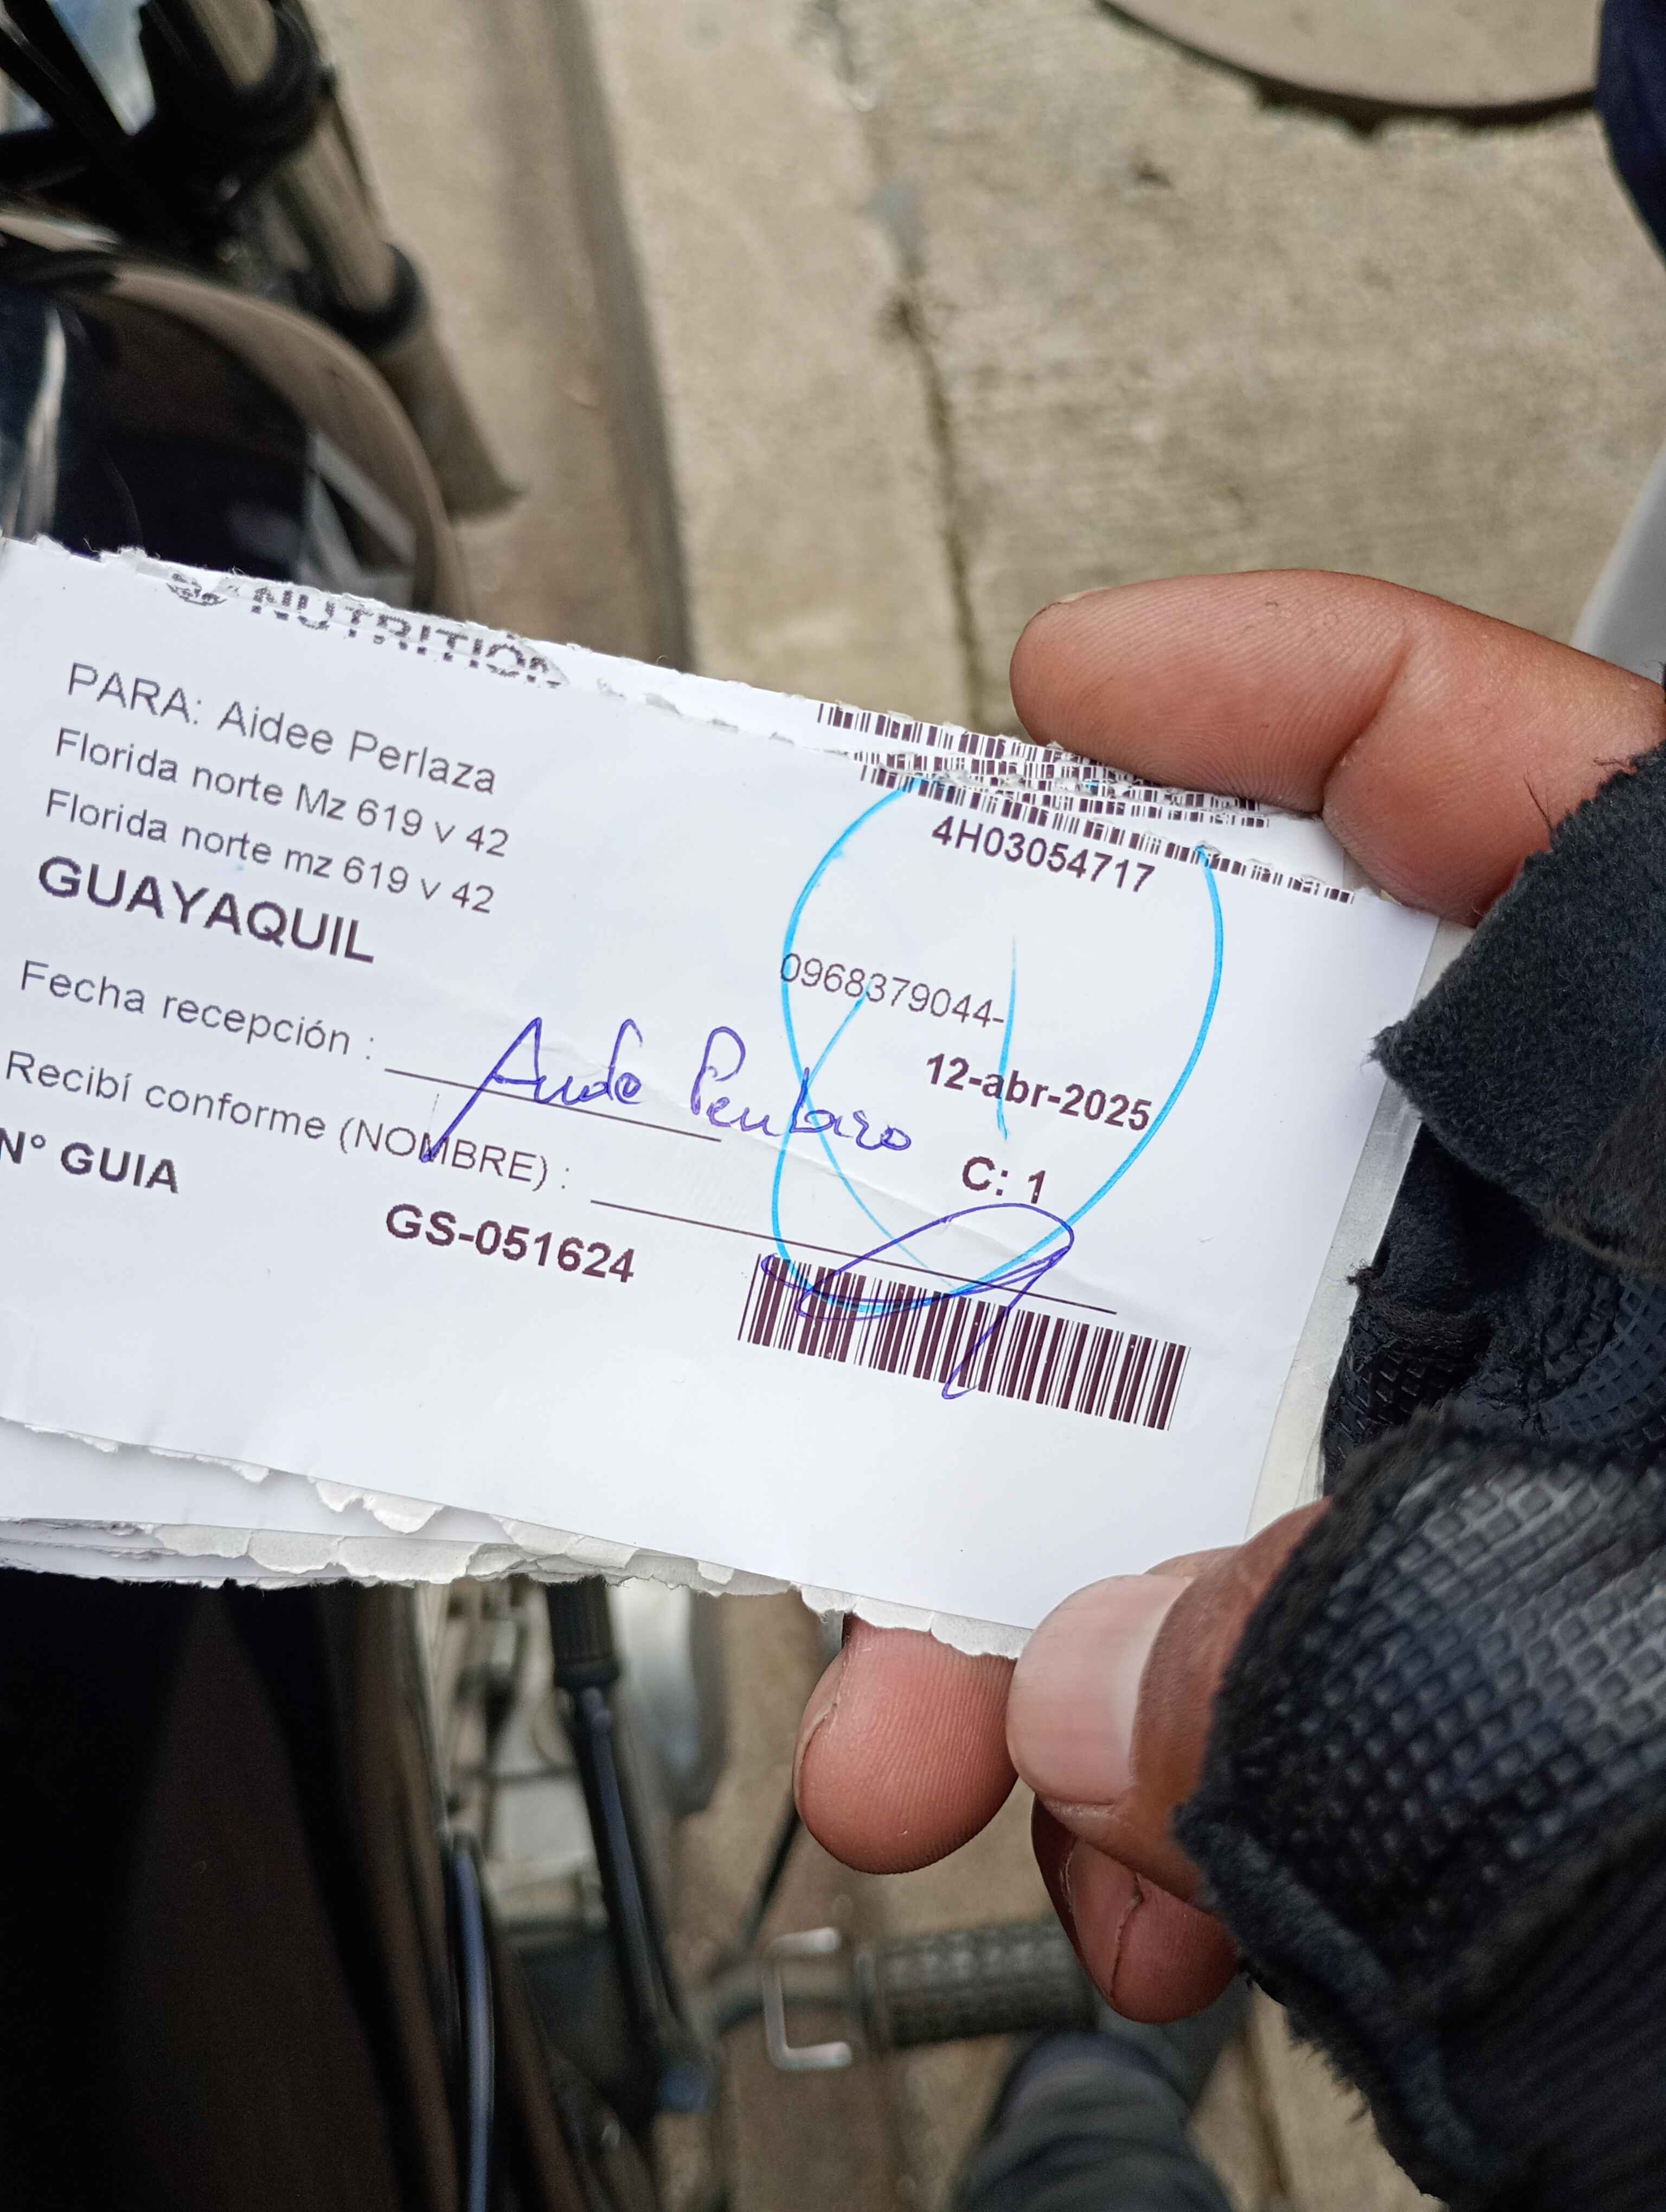 NUTRITION
PARA: Aidee Perlaza
Florida norte Mz 619 v 42
Florida norte mz 619 v 42
GUAYAQUIL
4H03054717
0968379044-
12-abr-2025
Fecha recepción :
C: 1
Recibí conforme (NOMBRE) :
N° GUIA
GS-051624